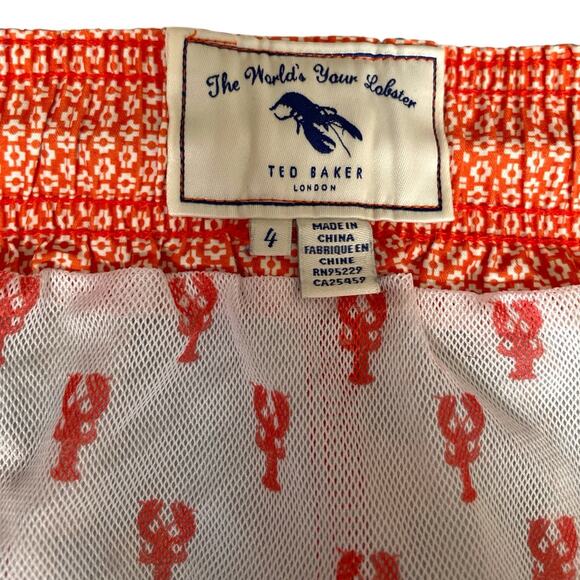 The World's Your Lobster
TED BAKER
LONDON
4
MADE IN
CHINA
FABRIQUE EN
CHINE
RN95229
CA25459